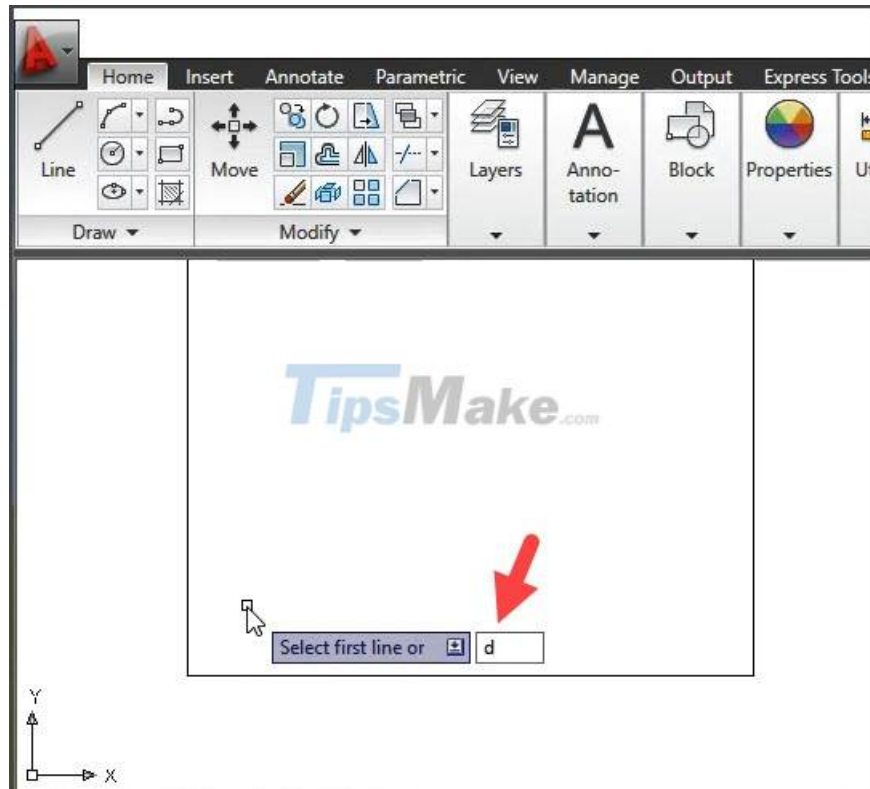 Home Insert Annotate Parametric View Manage Output Express Tools
Line Move Layers Anno- Block Properties
tation
Draw Modify
TipsMake.com
Select first line or d
Y
X